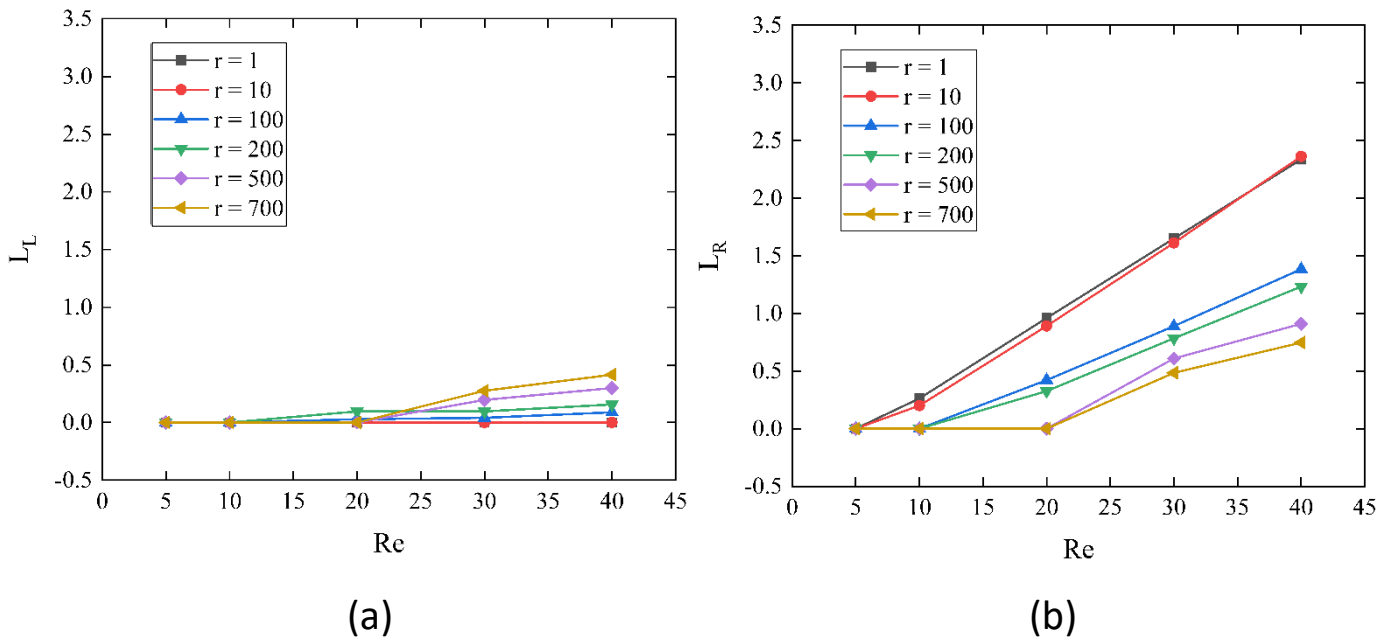 3.5
3.0
2.5
2.0
1.5
1.0
0.5
0.0
-0.5
L_L
r = 1
r = 10
r = 100
r = 200
r = 500
r = 700
0 5 10 15 20 25 30 35 40 45
Re
(a)
3.5
3.0
2.5
2.0
1.5
1.0
0.5
0.0
-0.5
L_R
r = 1
r = 10
r = 100
r = 200
r = 500
r = 700
0 5 10 15 20 25 30 35 40 45
Re
(b)